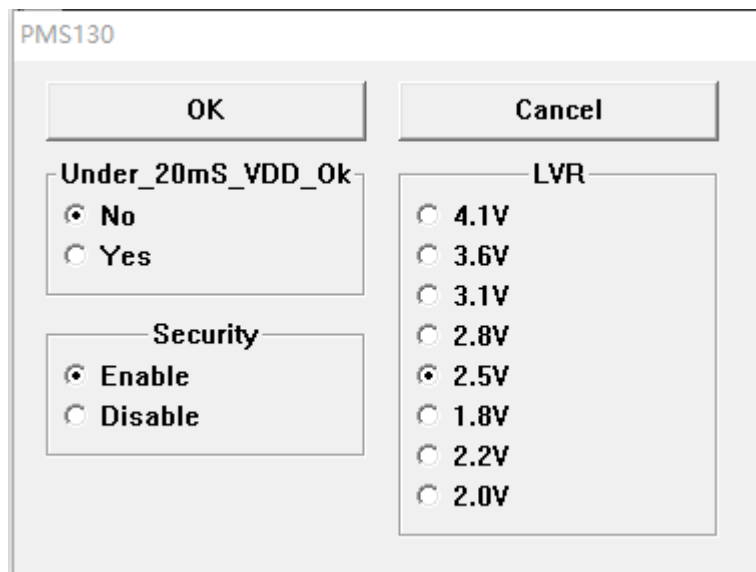 PMS130
OK
Cancel
Under_20mS_VDD_Ok
No
Yes
Security
Enable
Disable
LVR
4.1V
3.6V
3.1V
2.8V
2.5V
1.8V
2.2V
2.0V